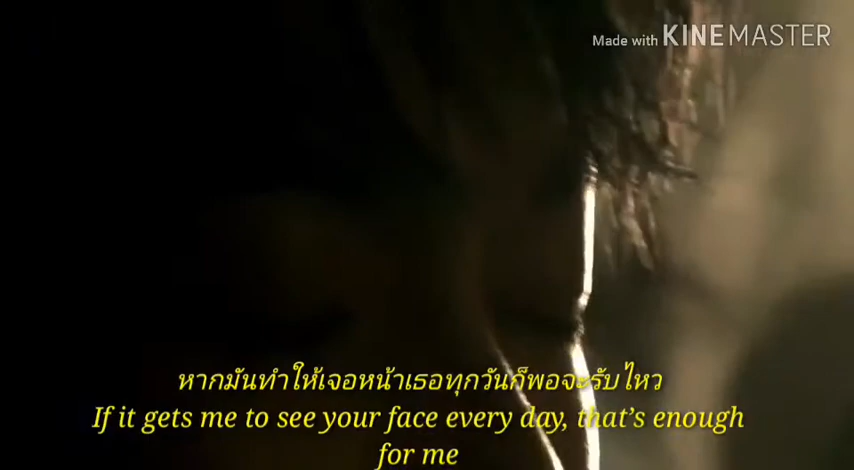 Made with KINEMASTER
หากมันทำให้เจอหน้าเธอทุกวันก็พอจะรับไหว
If it gets me to see your face every day, that's enough
for me